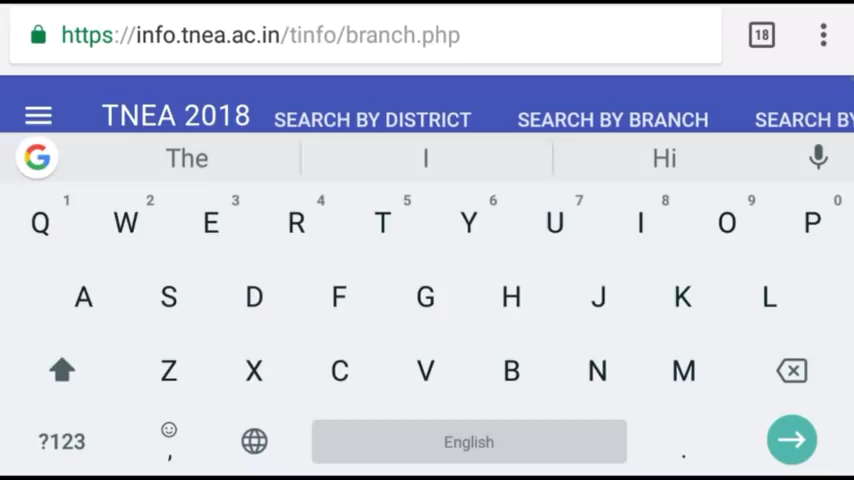 https://info.tnea.ac.in/tinfo/branch.php 18
TNEA 2018 SEARCH BY DISTRICT SEARCH BY BRANCH SEARCH BY
G The I Hi
1 2 3 4 5 6 7 8 9 0
Q W E R T Y U I O P
A S D F G H J K L
Z X C V B N M
?123 , English .